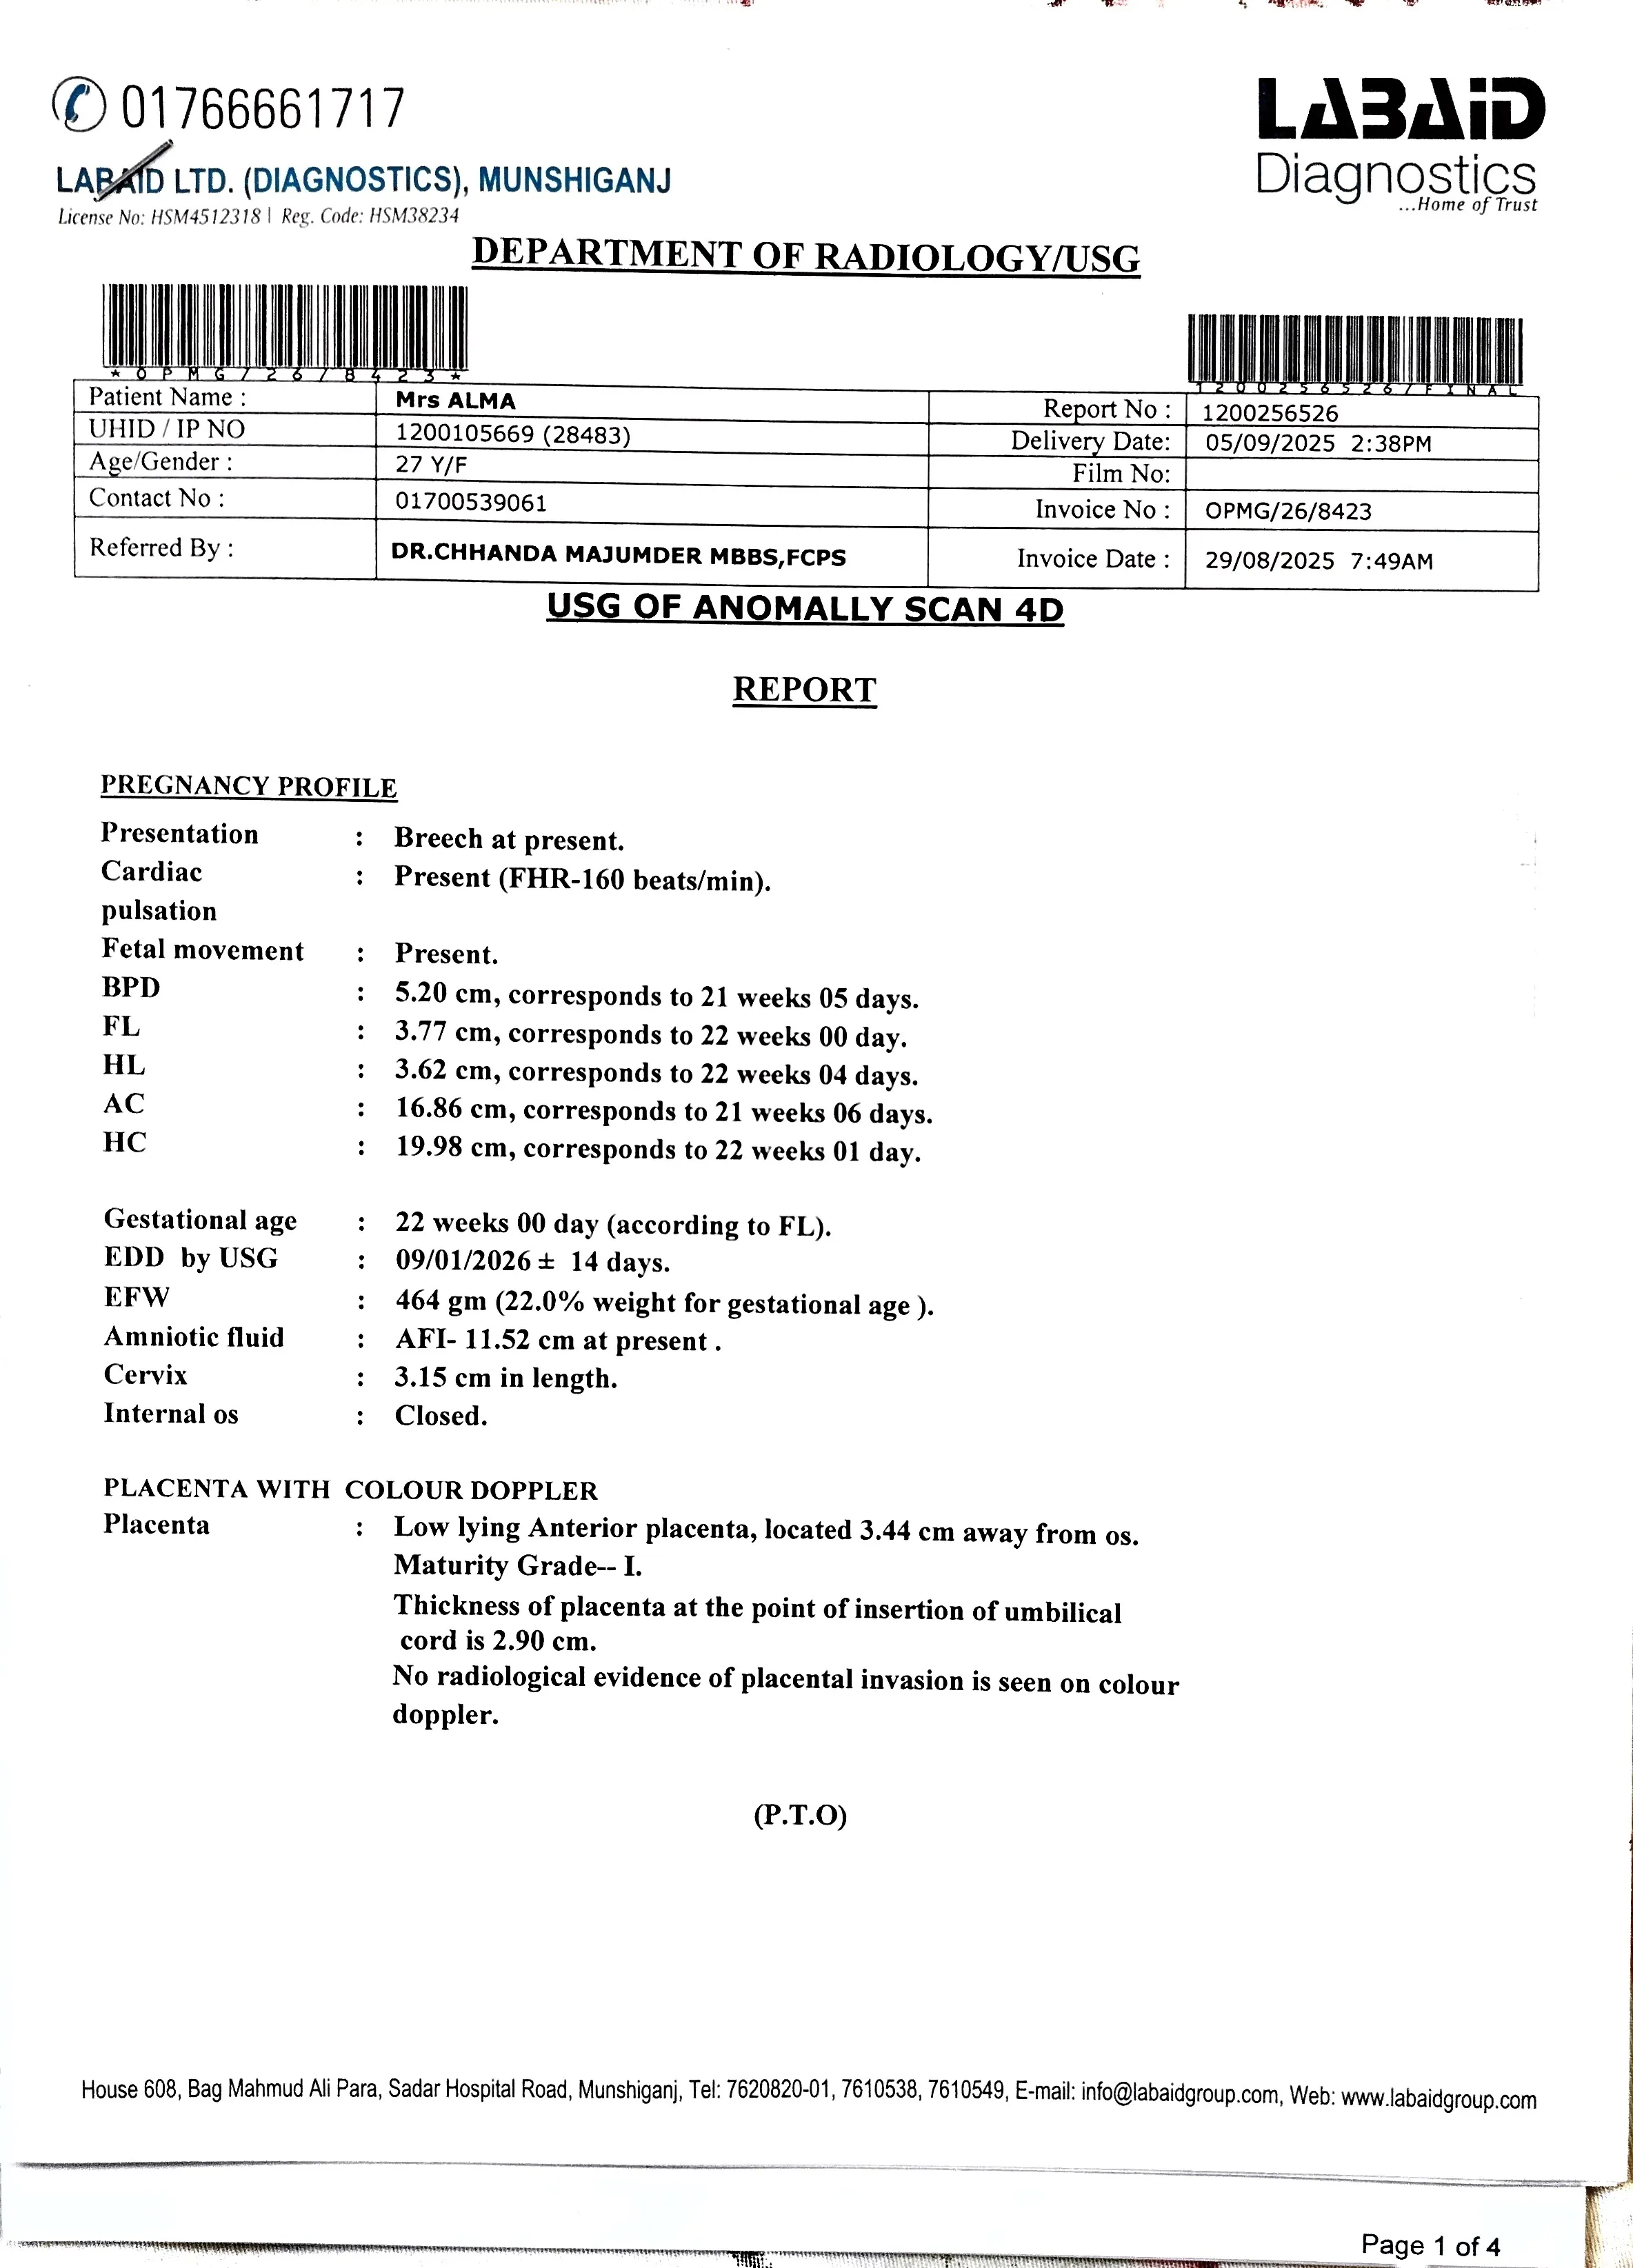 01766661717
LABAID
Diagnostics
...Home of Trust
LABAID LTD. (DIAGNOSTICS), MUNSHIGANJ
License No: HSM4512318 | Reg. Code: HSM38234
DEPARTMENT OF RADIOLOGY/USG
*OPMG/26/8423*
1200256526/FINAL
Patient Name : Mrs ALMA
Report No : 1200256526
UHID / IP NO 1200105669 (28483)
Delivery Date: 05/09/2025 2:38PM
Age/Gender : 27 Y/F
Film No:
Contact No : 01700539061
Invoice No : OPMG/26/8423
Referred By : DR.CHHANDA MAJUMDER MBBS,FCPS
Invoice Date : 29/08/2025 7:49AM
USG OF ANOMALLY SCAN 4D
REPORT
PREGNANCY PROFILE
Presentation : Breech at present.
Cardiac : Present (FHR-160 beats/min).
pulsation
Fetal movement : Present.
BPD : 5.20 cm, corresponds to 21 weeks 05 days.
FL : 3.77 cm, corresponds to 22 weeks 00 day.
HL : 3.62 cm, corresponds to 22 weeks 04 days.
AC : 16.86 cm, corresponds to 21 weeks 06 days.
HC : 19.98 cm, corresponds to 22 weeks 01 day.
Gestational age : 22 weeks 00 day (according to FL).
EDD by USG : 09/01/2026 ± 14 days.
EFW : 464 gm (22.0% weight for gestational age ).
Amniotic fluid : AFI- 11.52 cm at present .
Cervix : 3.15 cm in length.
Internal os : Closed.
PLACENTA WITH COLOUR DOPPLER
Placenta : Low lying Anterior placenta, located 3.44 cm away from os.
Maturity Grade-- I.
Thickness of placenta at the point of insertion of umbilical
cord is 2.90 cm.
No radiological evidence of placental invasion is seen on colour
doppler.
(P.T.O)
House 608, Bag Mahmud Ali Para, Sadar Hospital Road, Munshiganj, Tel: 7620820-01, 7610538, 7610549, E-mail: info@labaidgroup.com, Web: www.labaidgroup.com
Page 1 of 4